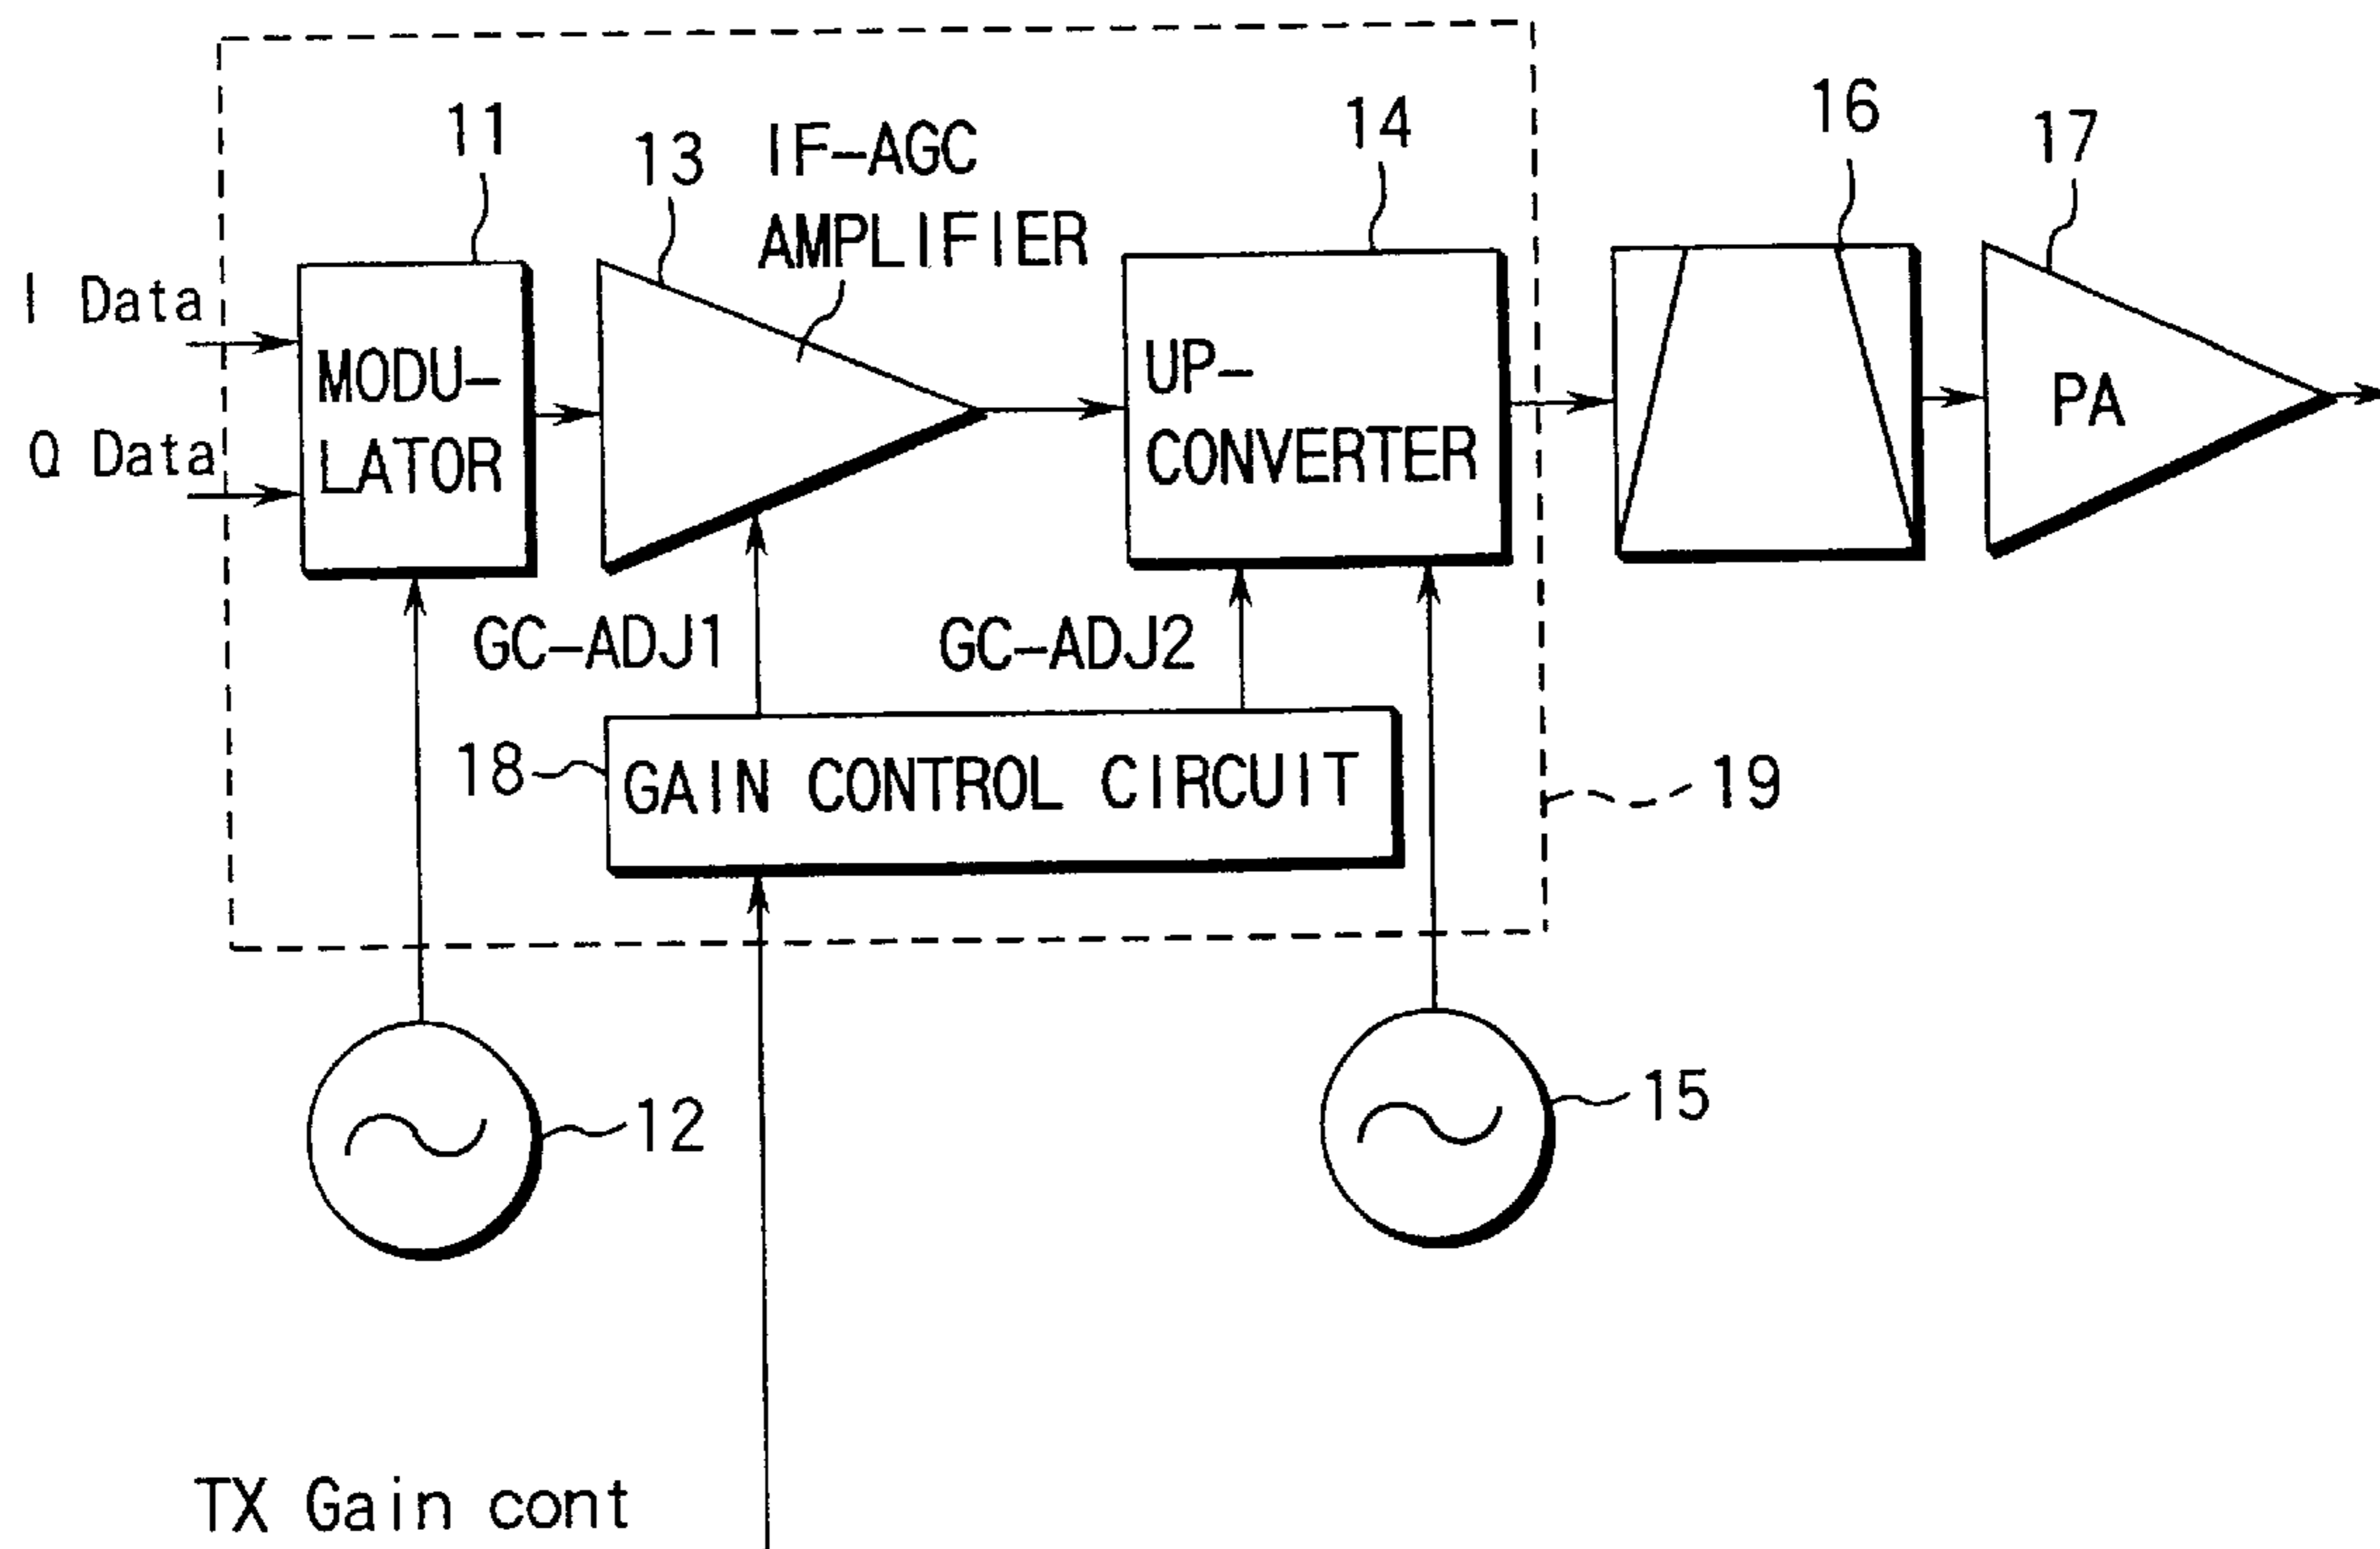 11
13
IF-AGC
AMPLIFIER
14
16
17
I Data
Q Data
MODU-
LATOR
UP-
CONVERTER
PA
GC-ADJ1
GC-ADJ2
18
GAIN CONTROL CIRCUIT
19
12
15
TX Gain cont